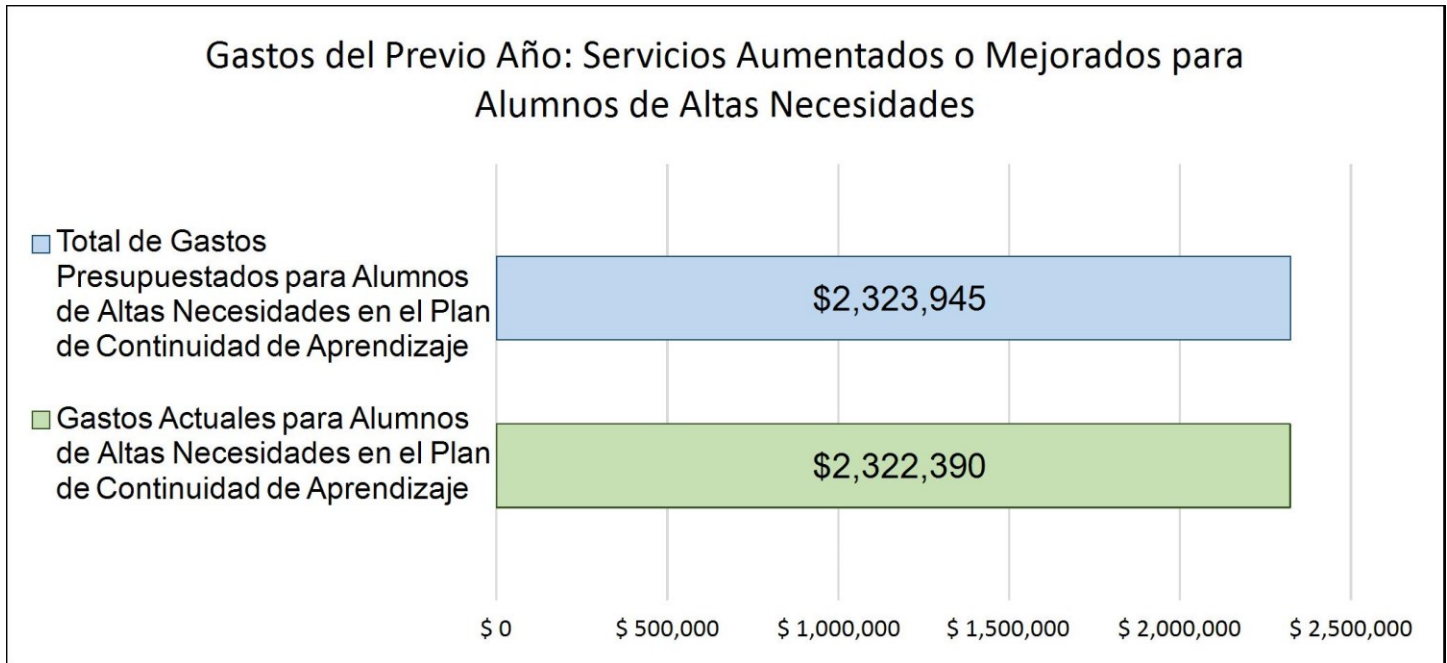 Gastos del Previo Año: Servicios Aumentados o Mejorados para
Alumnos de Altas Necesidades
Total de Gastos
Presupuestados para Alumnos
de Altas Necesidades en el Plan
de Continuidad de Aprendizaje
$2,323,945
Gastos Actuales para Alumnos
de Altas Necesidades en el Plan
de Continuidad de Aprendizaje
$2,322,390
$ 0 $ 500,000 $ 1,000,000 $ 1,500,000 $ 2,000,000 $ 2,500,000